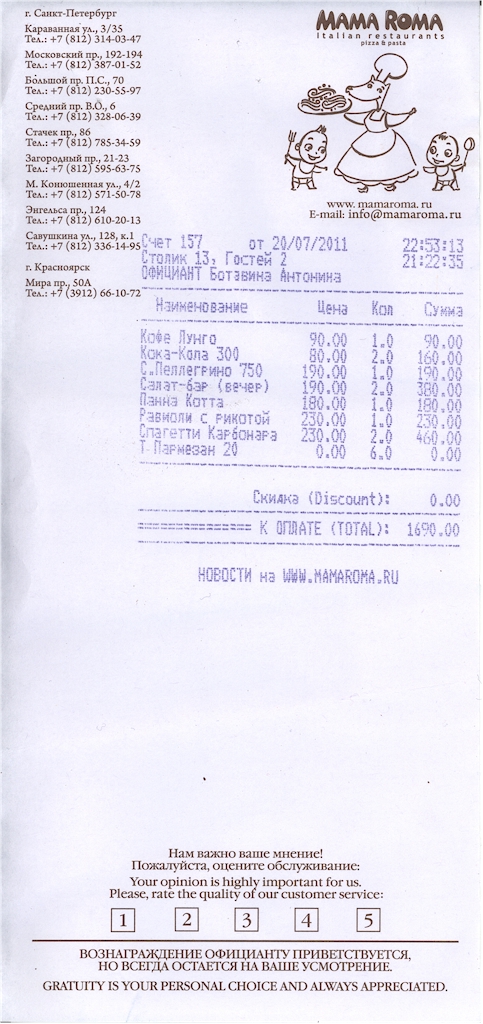 г. Санкт-Петербург
Караванная ул., 3/35
Тел.: +7 (812) 314-03-47
Московский пр., 192-194
Тел.: +7 (812) 387-01-52
Большой пр. П.С., 70
Тел.: +7 (812) 230-55-97
Средний пр. В.О., 6
Тел.: +7 (812) 328-06-39
Стачек пр., 86
Тел.: +7 (812) 785-34-59
Загородный пр., 21-23
Тел.: +7 (812) 595-63-75
М. Конюшенная ул., 4/2
Тел.: +7 (812) 571-50-78
Энгельса пр., 124
Тел.: +7 (812) 610-20-13
Савушкина ул., 128, к.1
Тел.: +7 (812) 336-14-95
г. Красноярск
Мира пр., 50А
Тел.: +7 (3912) 66-10-72
MAMA ROMA
Italian restaurants
pizza & pasta
www. mamaroma. ru
E-mail: info@mamaroma.ru
Счет 157 от 20/07/2011 22:53:13
Столик 13, Гостей 2 21:22:35
ОФИЦИАНТ Ботавина Антонина
Наименование Цена Кол Сумма
Кофе Лунго 90.00 1.0 90.00
Кока-Кола 300 80.00 2.0 160.00
С.Пеллегрино 750 190.00 1.0 190.00
Салат-бар (вечер) 190.00 2.0 380.00
Панна Котта 180.00 1.0 180.00
Равиоли с рикотой 230.00 1.0 230.00
Спагетти Карбонара 230.00 2.0 460.00
Т-Пармезан 20 0.00 6.0 0.00
Скидка (Discount): 0.00
================ К ОПЛАТЕ (TOTAL): 1690.00
НОВОСТИ на WWW.MAMAROMA.RU
Нам важно ваше мнение!
Пожалуйста, оцените обслуживание:
Your opinion is highly important for us.
Please, rate the quality of our customer service:
1 2 3 4 5
ВОЗНАГРАЖДЕНИЕ ОФИЦИАНТУ ПРИВЕТСТВУЕТСЯ,
НО ВСЕГДА ОСТАЕТСЯ НА ВАШЕ УСМОТРЕНИЕ.
GRATUITY IS YOUR PERSONAL CHOICE AND ALWAYS APPRECIATED.